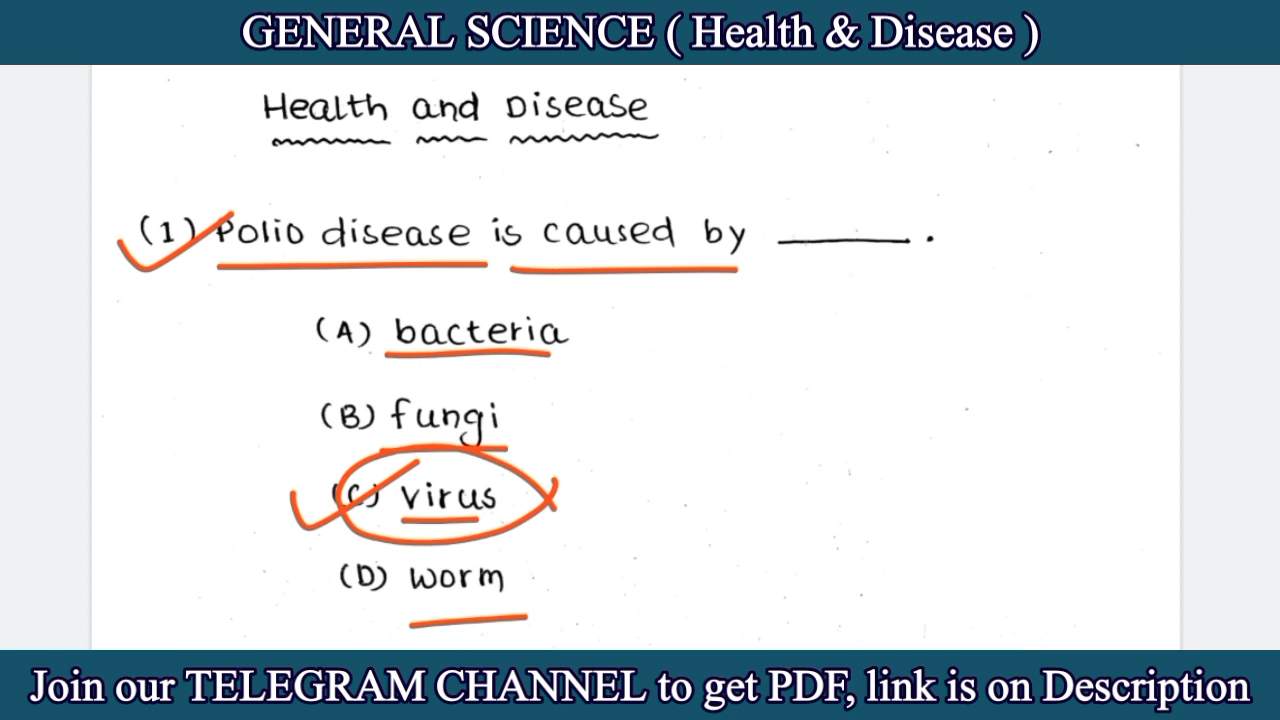 GENERAL SCIENCE ( Health & Disease )
Health and Disease
(1) Polio disease is caused by ______.
(A) bacteria
(B) fungi
(C) virus
(D) worm
Join our TELEGRAM CHANNEL to get PDF, link is on Description